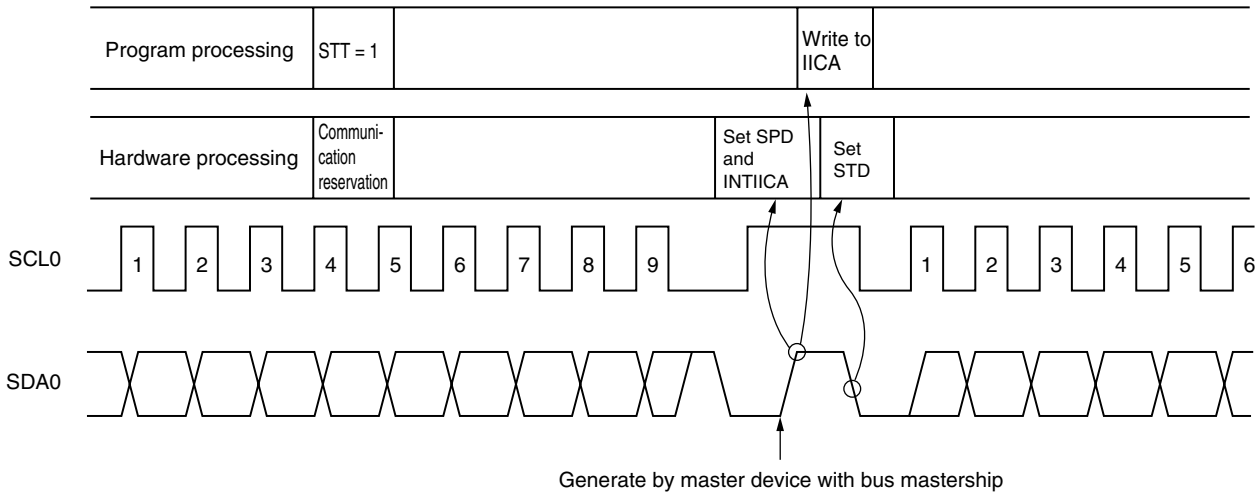 Program processing
STT = 1
Write to
IICA
Hardware processing
Communi-
cation
reservation
Set SPD
and
INTIICA
Set
STD
SCL0
1 2 3 4 5 6 7 8 9 1 2 3 4 5 6
SDA0
Generate by master device with bus mastership